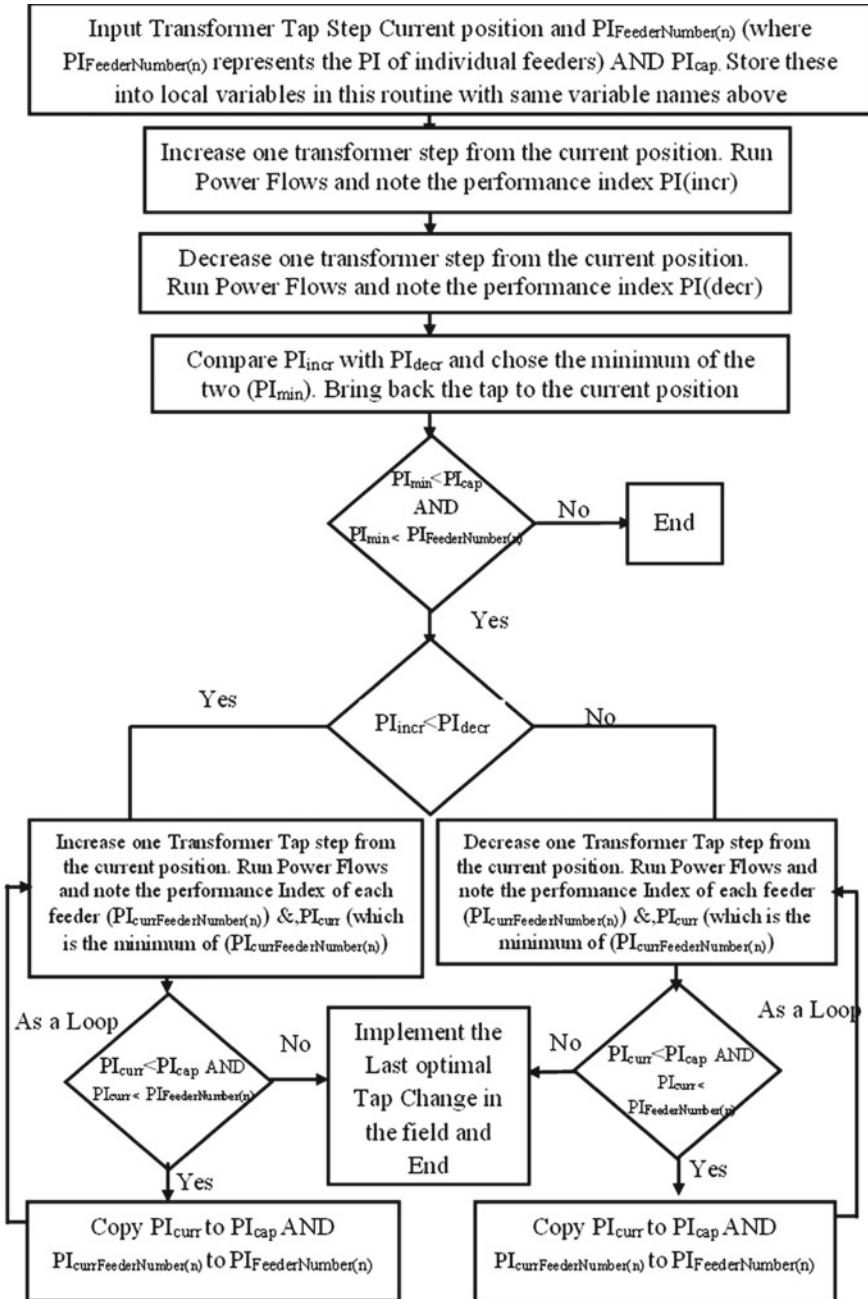 Input Transformer Tap Step Current position and PIFeederNumber(n) (where
PIFeederNumber(n) represents the PI of individual feeders) AND PIcap. Store these
into local variables in this routine with same variable names above
Increase one transformer step from the current position. Run
Power Flows and note the performance index PI(incr)
Decrease one transformer step from the current position.
Run Power Flows and note the performance index PI(decr)
Compare PIincr with PIdecr and chose the minimum of the
two (PImin). Bring back the tap to the current position
PImin<PIcap
AND
PImin < PIFeederNumber(n)
No
End
Yes
Yes
PIincr<PIdecr
No
Increase one Transformer Tap step from
the current position. Run Power Flows
and note the performance Index of each
feeder (PIcurrFeederNumber(n)) &,PIcurr (which
is the minimum of (PIcurrFeederNumber(n))
Decrease one Transformer Tap step from
the current position. Run Power Flows and
note the performance Index of each feeder
(PIcurrFeederNumber(n)) &,PIcurr (which is the
minimum of (PIcurrFeederNumber(n))
As a Loop
PIcurr<PIcap AND
PIcurr < PIFeederNumber(n)
No
Implement the
Last optimal
Tap Change in
the field and
End
No
PIcurr<PIcap AND
PIcurr <
PIFeederNumber(n)
As a Loop
Yes
Yes
Copy PIcurr to PIcap AND
PIcurrFeederNumber(n) to PIFeederNumber(n)
Copy PIcurr to PIcap AND
PIcurrFeederNumber(n) to PIFeederNumber(n)